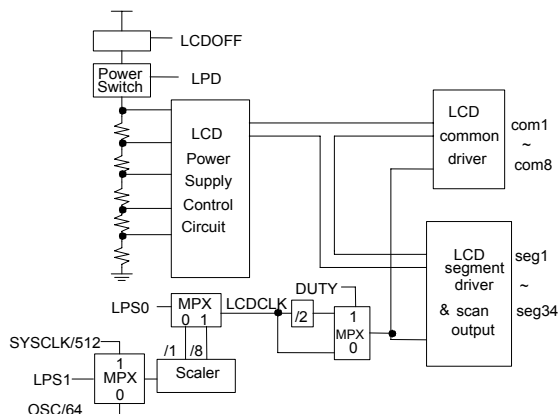 LCDOFF
Power
Switch
LPD
LCD
Power
Supply
Control
Circuit
LCD
common
driver
com1
~
com8
LCD
segment
driver
& scan
output
seg1
~
seg34
LPS0
MPX
0 1
LCDCLK
DUTY
/2
1
MPX
0
/1
/8
SYSCLK/512
LPS1
1
MPX
0
Scaler
OSC/64